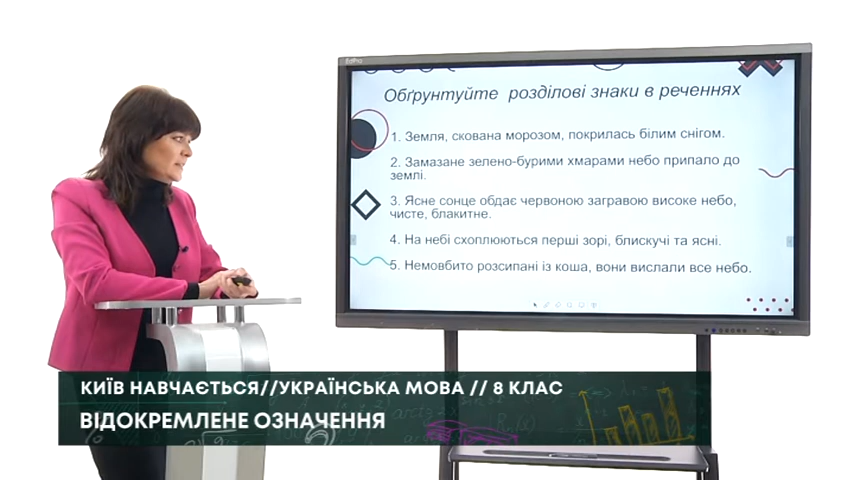 EdPro
Обґрунтуйте розділові знаки в реченнях
1. Земля, скована морозом, покрилась білим снігом.
2. Замазане зелено-бурими хмарами небо припало до
землі.
3. Ясне сонце обдає червоною загравою високе небо,
чисте, блакитне.
4. На небі схоплюються перші зорі, блискучі та ясні.
5. Немовбито розсипані із коша, вони вислали все небо.
КИЇВ НАВЧАЄТЬСЯ//УКРАЇНСЬКА МОВА // 8 КЛАС
ВІДОКРЕМЛЕНЕ ОЗНАЧЕННЯ